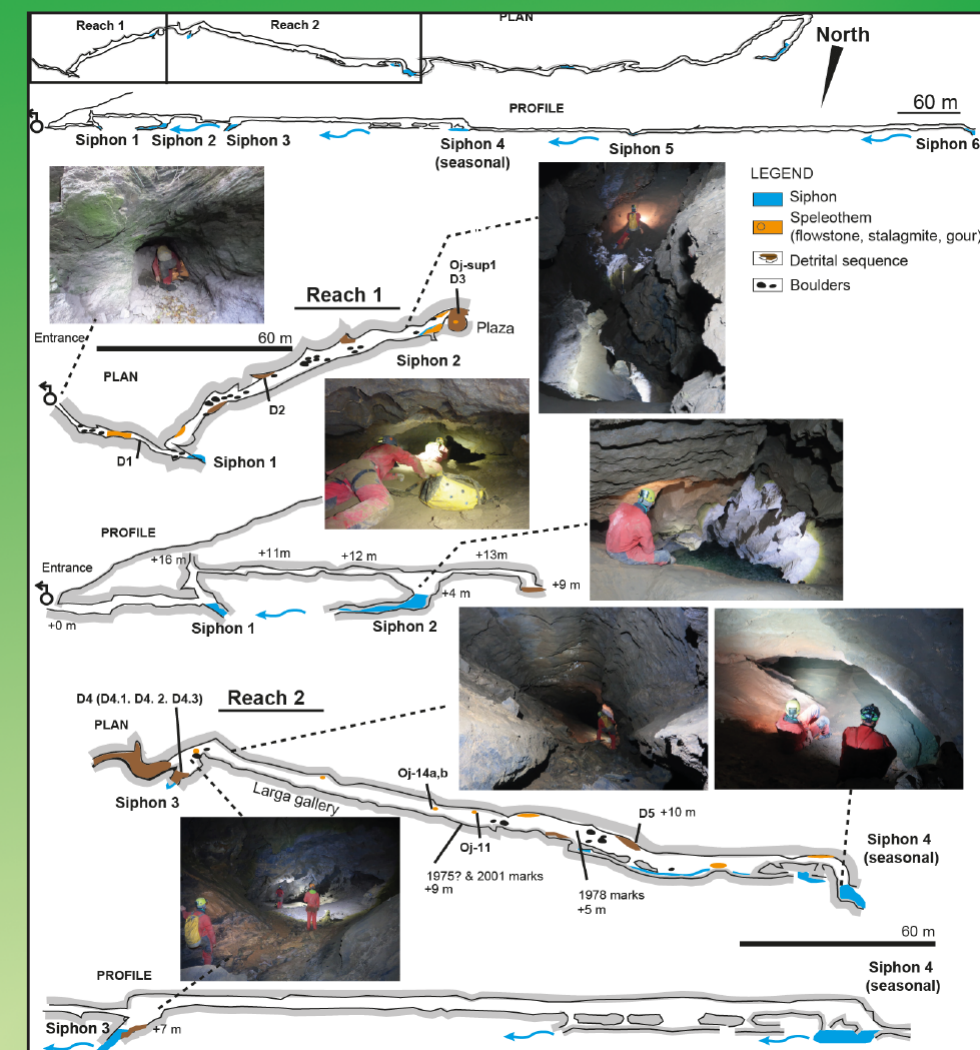 PLAN
Reach 1
Reach 2
North
60 m
PROFILE
Siphon 1
Siphon 2
Siphon 3
Siphon 4
(seasonal)
Siphon 5
Siphon 6
LEGEND
Siphon
Speleothem
(flowstone, stalagmite, gour)
Detrital sequence
Boulders
Reach 1
Oj-sup1
D3
Plaza
Entrance
60 m
Siphon 2
PLAN
D2
D1
Siphon 1
PROFILE
+16 m
+11m
+12 m
+13m
Entrance
+9 m
+4 m
+0 m
Siphon 1
Siphon 2
D4 (D4.1. D4. 2. D4.3)
Reach 2
PLAN
Siphon 3
Larga gallery
Oj-14a,b
Oj-11
D5 +10 m
1975? & 2001 marks
+9 m
1978 marks
+5 m
Siphon 4
(seasonal)
60 m
PROFILE
Siphon 4
(seasonal)
Siphon 3
+7 m